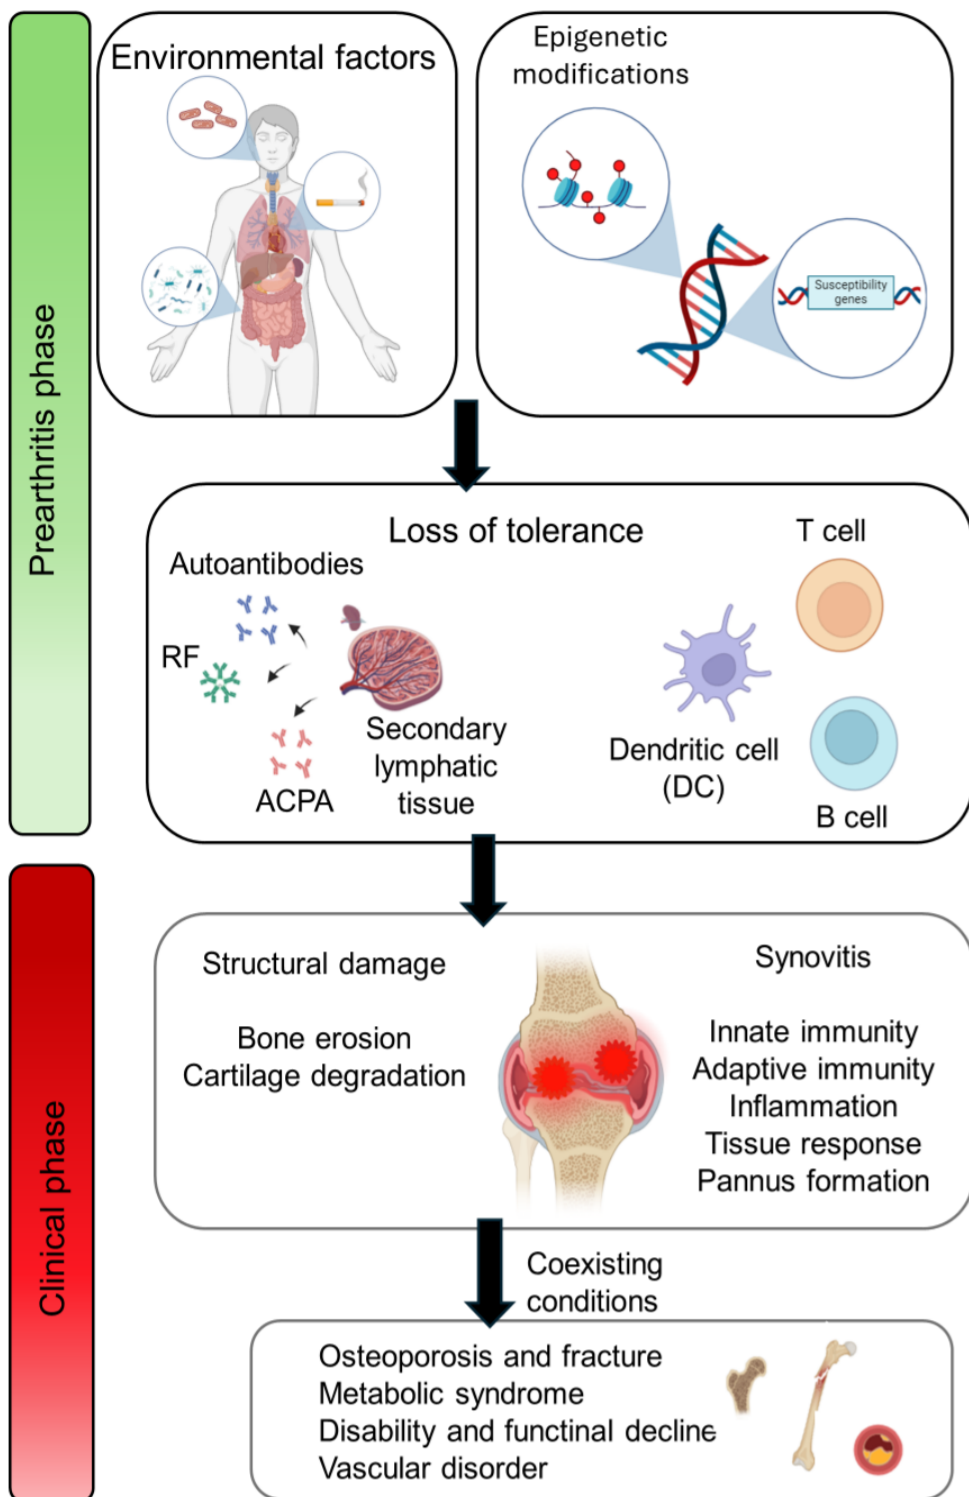 Prearthritis phase
Environmental factors
Epigenetic
modifications
Susceptibility
genes
Loss of tolerance
Autoantibodies
RF
ACPA
Secondary
lymphatic
tissue
Dendritic cell
(DC)
T cell
B cell
Clinical phase
Structural damage
Bone erosion
Cartilage degradation
Synovitis
Innate immunity
Adaptive immunity
Inflammation
Tissue response
Pannus formation
Coexisting
conditions
Osteoporosis and fracture
Metabolic syndrome
Disability and functinal decline
Vascular disorder